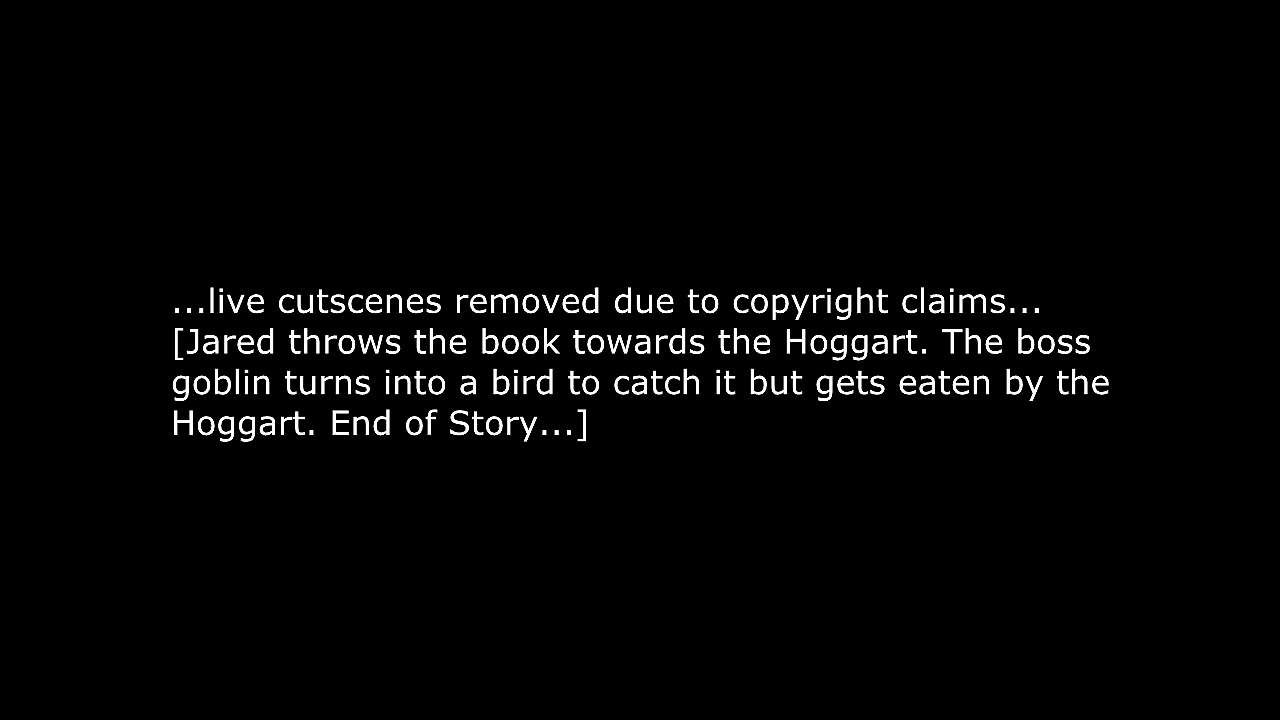 ...live cutscenes removed due to copyright claims...
[Jared throws the book towards the Hoggart. The boss
goblin turns into a bird to catch it but gets eaten by the
Hoggart. End of Story...]